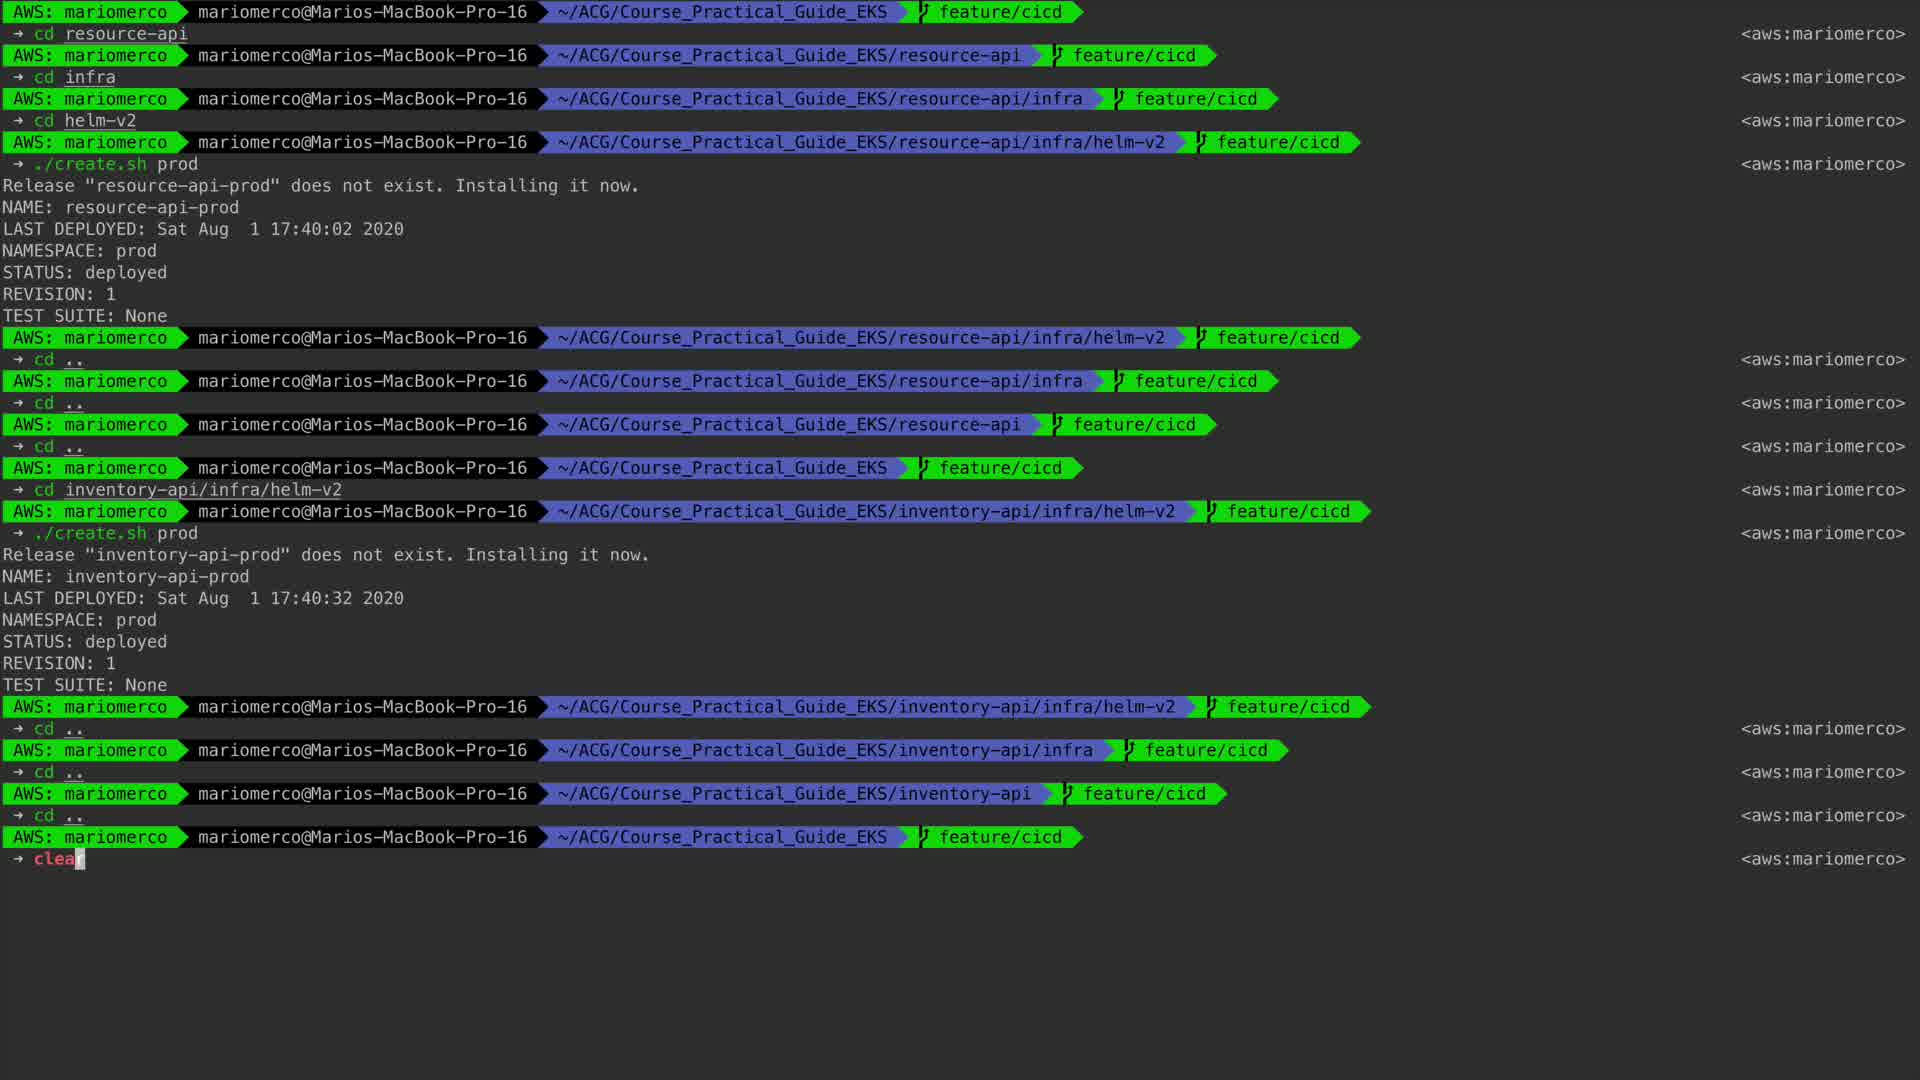 AWS: mariomerco mariomerco@Marios-MacBook-Pro-16 ~/ACG/Course_Practical_Guide_EKS feature/cicd
→ cd resource-api <aws:mariomerco>
AWS: mariomerco mariomerco@Marios-MacBook-Pro-16 ~/ACG/Course_Practical_Guide_EKS/resource-api feature/cicd
→ cd infra <aws:mariomerco>
AWS: mariomerco mariomerco@Marios-MacBook-Pro-16 ~/ACG/Course_Practical_Guide_EKS/resource-api/infra feature/cicd
→ cd helm-v2 <aws:mariomerco>
AWS: mariomerco mariomerco@Marios-MacBook-Pro-16 ~/ACG/Course_Practical_Guide_EKS/resource-api/infra/helm-v2 feature/cicd
→ ./create.sh prod <aws:mariomerco>
Release "resource-api-prod" does not exist. Installing it now.
NAME: resource-api-prod
LAST DEPLOYED: Sat Aug  1 17:40:02 2020
NAMESPACE: prod
STATUS: deployed
REVISION: 1
TEST SUITE: None
AWS: mariomerco mariomerco@Marios-MacBook-Pro-16 ~/ACG/Course_Practical_Guide_EKS/resource-api/infra/helm-v2 feature/cicd
→ cd .. <aws:mariomerco>
AWS: mariomerco mariomerco@Marios-MacBook-Pro-16 ~/ACG/Course_Practical_Guide_EKS/resource-api/infra feature/cicd
→ cd .. <aws:mariomerco>
AWS: mariomerco mariomerco@Marios-MacBook-Pro-16 ~/ACG/Course_Practical_Guide_EKS/resource-api feature/cicd
→ cd .. <aws:mariomerco>
AWS: mariomerco mariomerco@Marios-MacBook-Pro-16 ~/ACG/Course_Practical_Guide_EKS feature/cicd
→ cd inventory-api/infra/helm-v2 <aws:mariomerco>
AWS: mariomerco mariomerco@Marios-MacBook-Pro-16 ~/ACG/Course_Practical_Guide_EKS/inventory-api/infra/helm-v2 feature/cicd
→ ./create.sh prod <aws:mariomerco>
Release "inventory-api-prod" does not exist. Installing it now.
NAME: inventory-api-prod
LAST DEPLOYED: Sat Aug  1 17:40:32 2020
NAMESPACE: prod
STATUS: deployed
REVISION: 1
TEST SUITE: None
AWS: mariomerco mariomerco@Marios-MacBook-Pro-16 ~/ACG/Course_Practical_Guide_EKS/inventory-api/infra/helm-v2 feature/cicd
→ cd .. <aws:mariomerco>
AWS: mariomerco mariomerco@Marios-MacBook-Pro-16 ~/ACG/Course_Practical_Guide_EKS/inventory-api/infra feature/cicd
→ cd .. <aws:mariomerco>
AWS: mariomerco mariomerco@Marios-MacBook-Pro-16 ~/ACG/Course_Practical_Guide_EKS/inventory-api feature/cicd
→ cd .. <aws:mariomerco>
AWS: mariomerco mariomerco@Marios-MacBook-Pro-16 ~/ACG/Course_Practical_Guide_EKS feature/cicd
→ clear <aws:mariomerco>